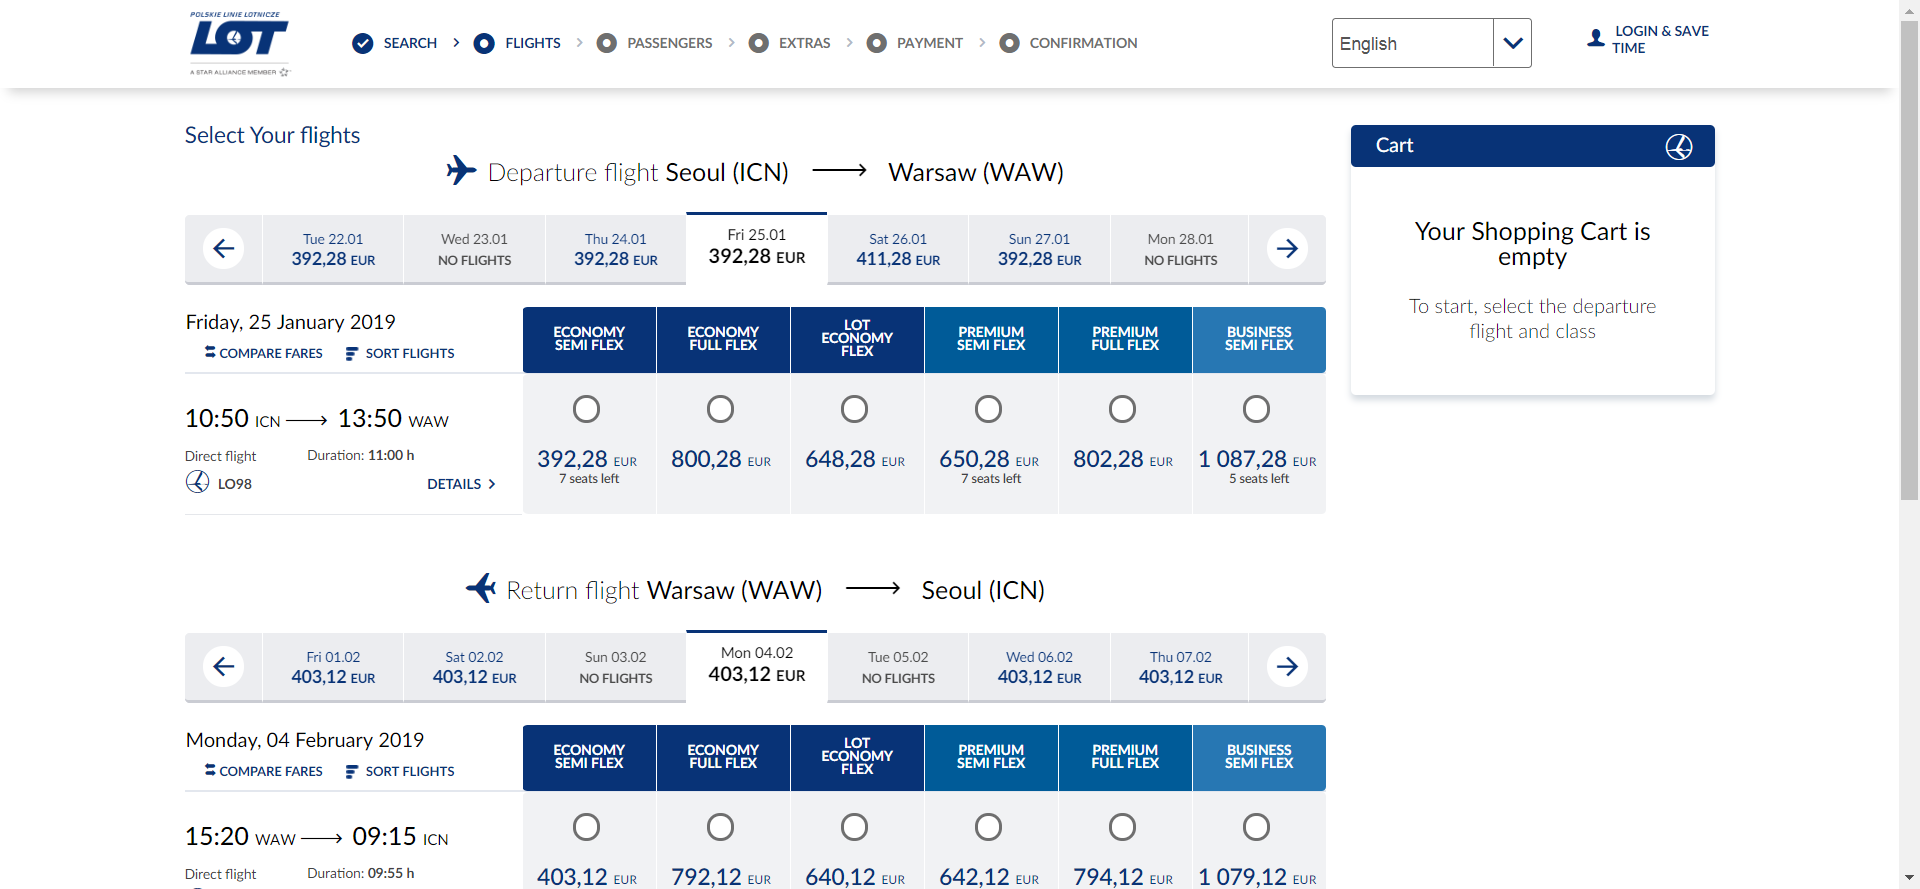 POLSKIE LINIE LOTNICZE
LOT
A STAR ALLIANCE MEMBER
SEARCH > FLIGHTS > PASSENGERS > EXTRAS > PAYMENT > CONFIRMATION
English
LOGIN & SAVE
TIME
Select Your flights
Departure flight Seoul (ICN) → Warsaw (WAW)
Tue 22.01
392,28 EUR
Wed 23.01
NO FLIGHTS
Thu 24.01
392,28 EUR
Fri 25.01
392,28 EUR
Sat 26.01
411,28 EUR
Sun 27.01
392,28 EUR
Mon 28.01
NO FLIGHTS
Friday, 25 January 2019
COMPARE FARES SORT FLIGHTS
ECONOMY
SEMI FLEX
ECONOMY
FULL FLEX
LOT
ECONOMY
FLEX
PREMIUM
SEMI FLEX
PREMIUM
FULL FLEX
BUSINESS
SEMI FLEX
10:50 ICN → 13:50 WAW
Direct flight Duration: 11:00 h
LO98 DETAILS >
392,28 EUR
7 seats left
800,28 EUR
648,28 EUR
650,28 EUR
7 seats left
802,28 EUR
1 087,28 EUR
5 seats left
Return flight Warsaw (WAW) → Seoul (ICN)
Fri 01.02
403,12 EUR
Sat 02.02
403,12 EUR
Sun 03.02
NO FLIGHTS
Mon 04.02
403,12 EUR
Tue 05.02
NO FLIGHTS
Wed 06.02
403,12 EUR
Thu 07.02
403,12 EUR
Monday, 04 February 2019
COMPARE FARES SORT FLIGHTS
ECONOMY
SEMI FLEX
ECONOMY
FULL FLEX
LOT
ECONOMY
FLEX
PREMIUM
SEMI FLEX
PREMIUM
FULL FLEX
BUSINESS
SEMI FLEX
15:20 WAW → 09:15 ICN
Direct flight Duration: 09:55 h
403,12 EUR
792,12 EUR
640,12 EUR
642,12 EUR
794,12 EUR
1 079,12 EUR
Cart
Your Shopping Cart is
empty
To start, select the departure
flight and class